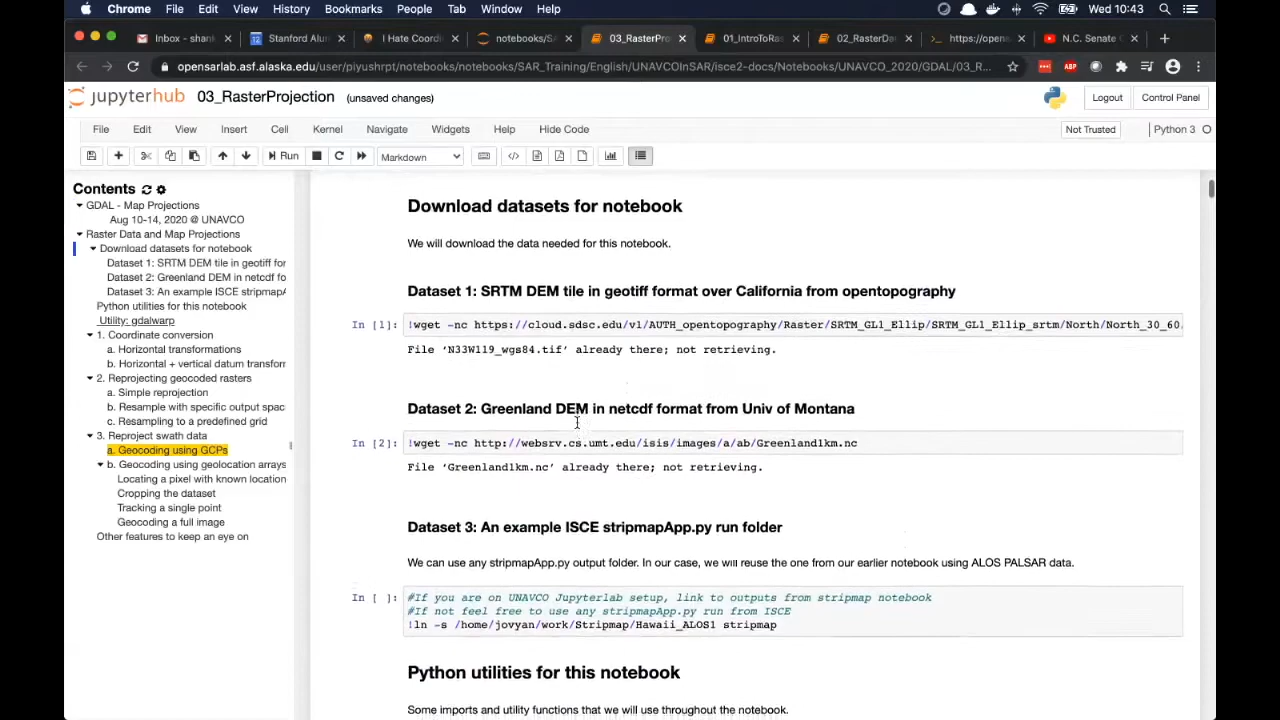 Chrome File Edit View History Bookmarks People Tab Window Help Wed 10:43
Inbox - shank
Stanford Alu
I Hate Coordi
notebooks/SA
03_RasterPro
01_IntroToRas
02_RasterDat
https://opens
N.C. Senate C
opensarlab.asf.alaska.edu/user/piyushrpt/notebooks/notebooks/SAR_Training/English/UNAVCOInSAR/isce2-docs/Notebooks/UNAVCO_2020/GDAL/03_R...
ABP
jupyterhub 03_RasterProjection (unsaved changes)
Logout Control Panel
File Edit View Insert Cell Kernel Navigate Widgets Help Hide Code
Not Trusted Python 3
Run Markdown
Contents
GDAL - Map Projections
Aug 10-14, 2020 @ UNAVCO
Raster Data and Map Projections
Download datasets for notebook
Dataset 1: SRTM DEM tile in geotiff for
Dataset 2: Greenland DEM in netcdf fo
Dataset 3: An example ISCE stripmapA
Python utilities for this notebook
Utility: gdalwarp
1. Coordinate conversion
a. Horizontal transformations
b. Horizontal + vertical datum transforn
2. Reprojecting geocoded rasters
a. Simple reprojection
b. Resample with specific output spac
c. Resampling to a predefined grid
3. Reproject swath data
a. Geocoding using GCPs
b. Geocoding using geolocation arrays
Locating a pixel with known location
Cropping the dataset
Tracking a single point
Geocoding a full image
Other features to keep an eye on
Download datasets for notebook
We will download the data needed for this notebook.
Dataset 1: SRTM DEM tile in geotiff format over California from opentopography
In [1]: !wget -nc https://cloud.sdsc.edu/v1/AUTH_opentopography/Raster/SRTM_GL1_Ellip/SRTM_GL1_Ellip_srtm/North/North_30_60
File ‘N33W119_wgs84.tif’ already there; not retrieving.
Dataset 2: Greenland DEM in netcdf format from Univ of Montana
In [2]: !wget -nc http://websrv.cs.umt.edu/isis/images/a/ab/Greenland1km.nc
File ‘Greenland1km.nc’ already there; not retrieving.
Dataset 3: An example ISCE stripmapApp.py run folder
We can use any stripmapApp.py output folder. In our case, we will reuse the one from our earlier notebook using ALOS PALSAR data.
In [ ]: #If you are on UNAVCO Jupyterlab setup, link to outputs from stripmap notebook
#If not feel free to use any stripmapApp.py run from ISCE
!ln -s /home/jovyan/work/Stripmap/Hawaii_ALOS1 stripmap
Python utilities for this notebook
Some imports and utility functions that we will use throughout the notebook.